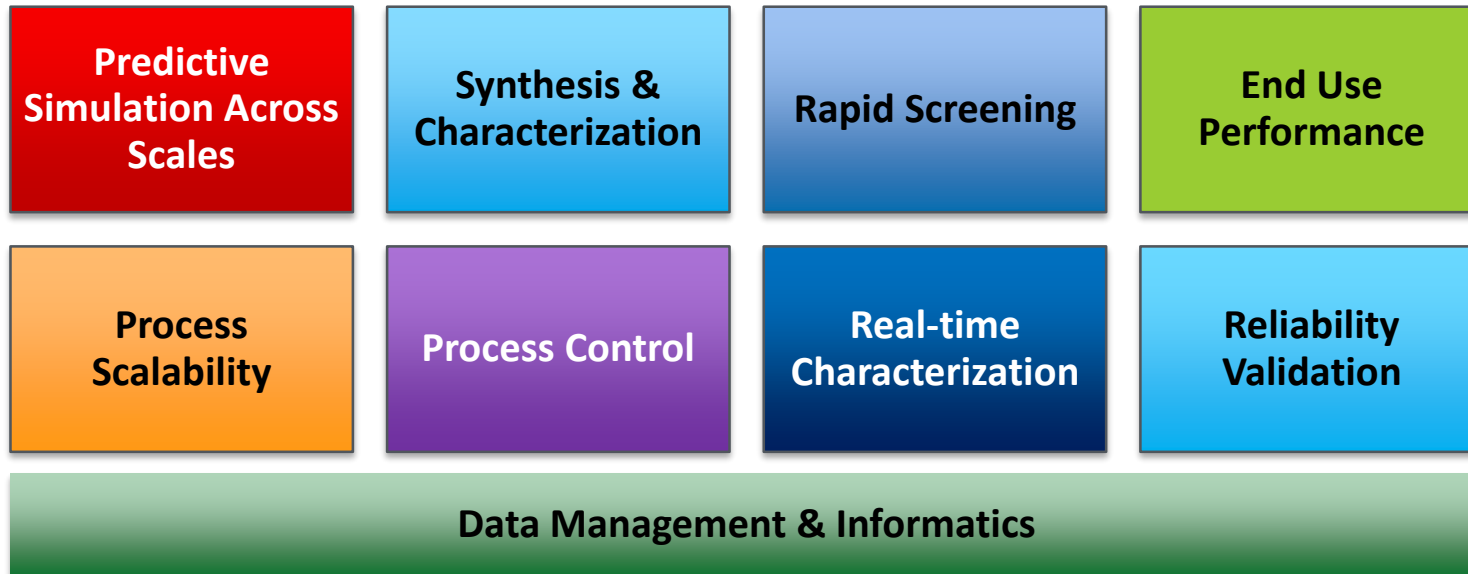 Predictive
Simulation Across
Scales
Synthesis &
Characterization
Rapid Screening
End Use
Performance
Process
Scalability
Process Control
Real-time
Characterization
Reliability
Validation
Data Management & Informatics